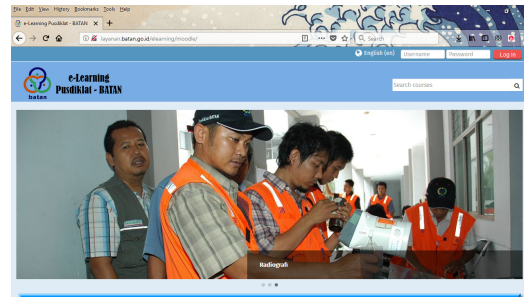 File Edit View History Bookmarks Tools Help
e-Learning Pusdiklat - BATAN
layanan.batan.go.id/elearning/moodle/
Search
English (en)
Username
Password
Log in
e-Learning
Pusdiklat - BATAN
batan
Search courses
Radiografi